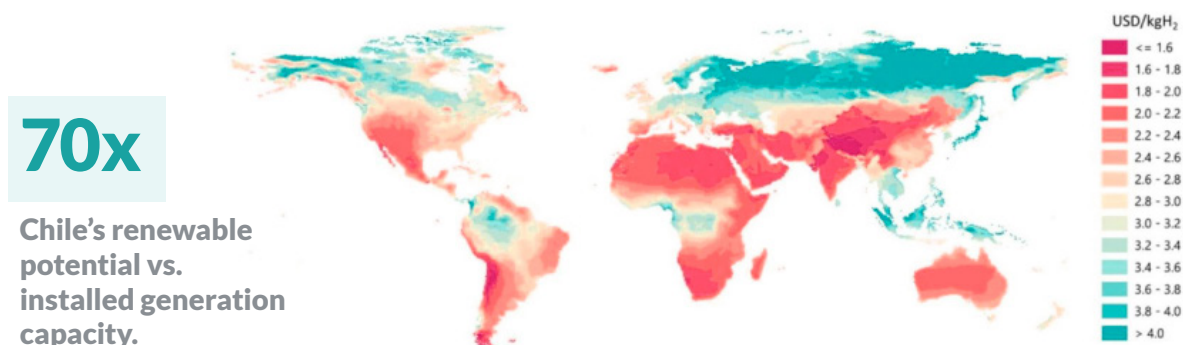 70x
Chile's renewable
potential vs.
installed generation
capacity.
USD/kgH₂
<= 1.6
1.6 - 1.8
1.8 - 2.0
2.0 - 2.2
2.2 - 2.4
2.4 - 2.6
2.6 - 2.8
2.8 - 3.0
3.0 - 3.2
3.2 - 3.4
3.4 - 3.6
3.6 - 3.8
3.8 - 4.0
> 4.0